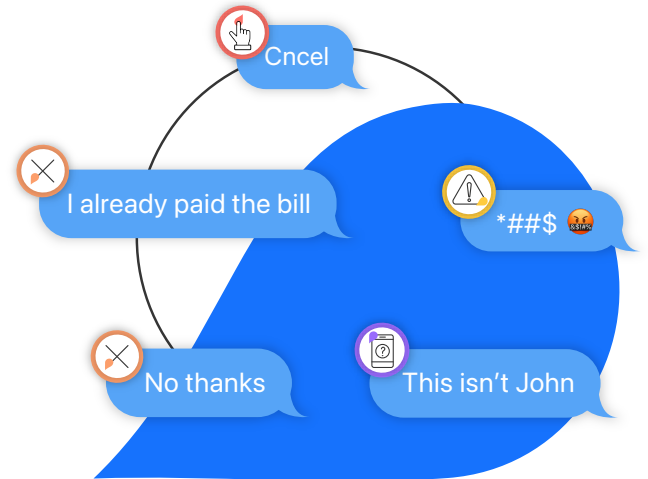 Cncel
I already paid the bill
*##$ 🤬
No thanks
This isn’t John